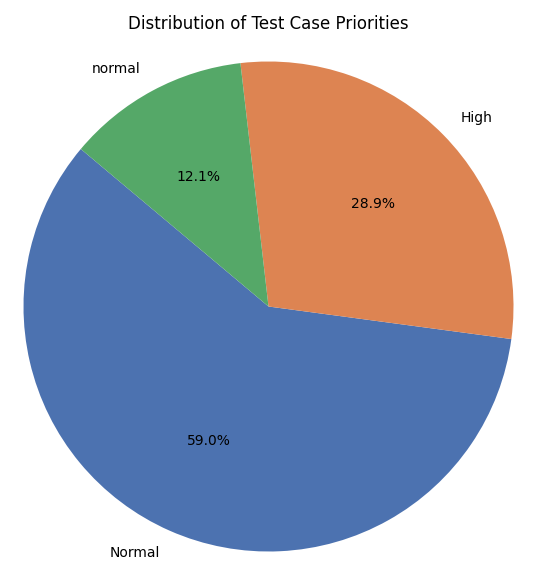 Distribution of Test Case Priorities
normal
High
12.1%
28.9%
59.0%
Normal